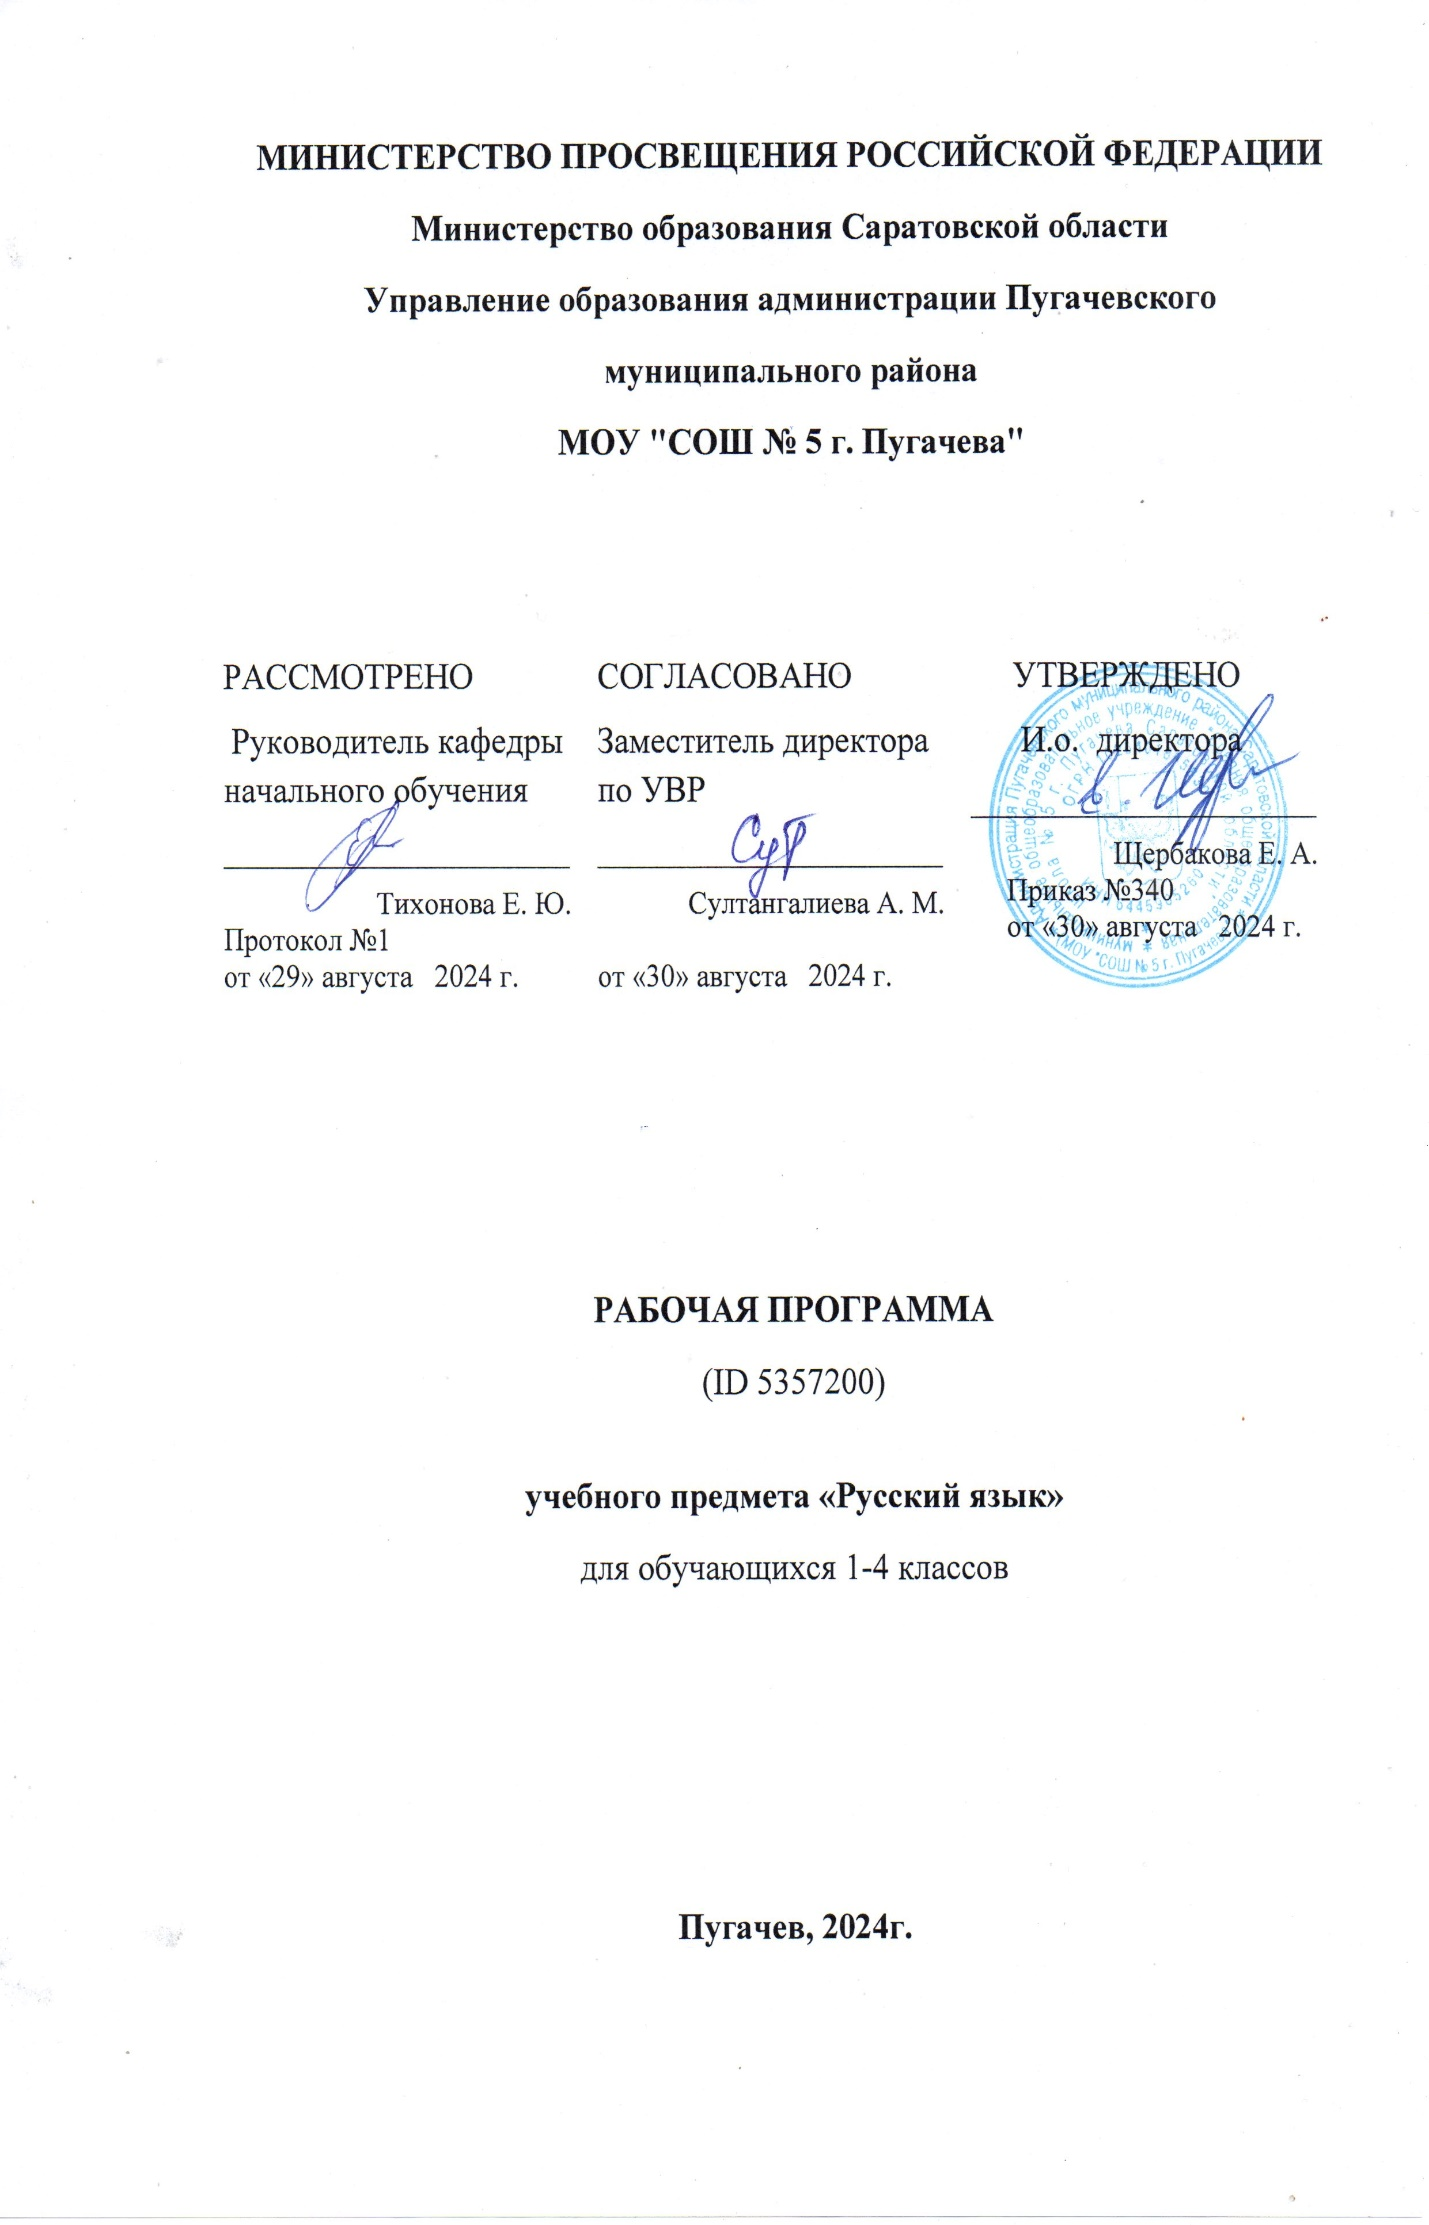 МИНИСТЕРСТВО ПРОСВЕЩЕНИЯ РОССИЙСКОЙ ФЕДЕРАЦИИ
Министерство образования Саратовской области
Управление образования администрации Пугачевского
муниципального района
МОУ "СОШ № 5 г. Пугачева"
РАССМОТРЕНО
Руководитель кафедры
начального обучения
Тихонова Е. Ю.
Протокол №1
от «29» августа 2024 г.
СОГЛАСОВАНО
Заместитель директора
по УВР
Султангалиева А. М.
от «30» августа 2024 г.
УТВЕРЖДЕНО
И.о. директора
Щербакова Е. А.
Приказ №340
от «30» августа 2024 г.
РАБОЧАЯ ПРОГРАММА
(ID 5357200)
учебного предмета «Русский язык»
для обучающихся 1-4 классов
Пугачев, 2024г.